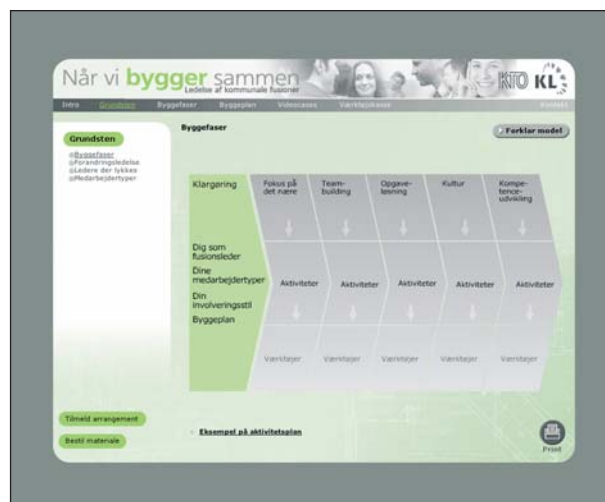 Når vi bygger sammen
Ledelse af kommunale fusioner
KTO KL
Intro Grundsten Byggefaser Byggeplan Videocases Værktøjskasse Kontakt
Grundsten
Byggefaser
Forandringsledelse
Ledere der lykkes
Medarbejdertyper
Byggefaser
Forklar model
Klargøring
Fokus på
det nære
Team-
building
Opgave-
løsning
Kultur
Kompe-
tence-
udvikling
Dig som
fusionsleder
Dine
medarbejdertyper
Din
involveringsstil
Byggeplan
Aktiviteter Aktiviteter Aktiviteter Aktiviteter Aktiviteter
Værktøjer Værktøjer Værktøjer Værktøjer Værktøjer
Tilmeld arrangement
Bestil materiale
Eksempel på aktivitetsplan
Print